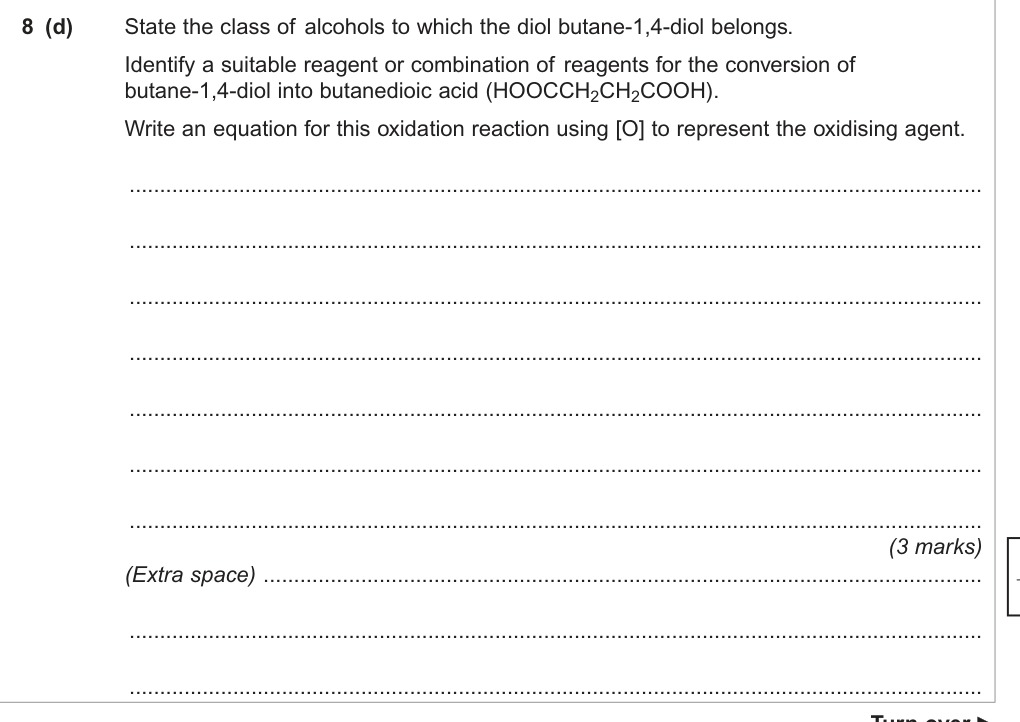 8 (d) State the class of alcohols to which the diol butane-1,4-diol belongs.
Identify a suitable reagent or combination of reagents for the conversion of
butane-1,4-diol into butanedioic acid (HOOCCH₂CH₂COOH).
Write an equation for this oxidation reaction using [O] to represent the oxidising agent.
(3 marks)
(Extra space)
Turn over ►